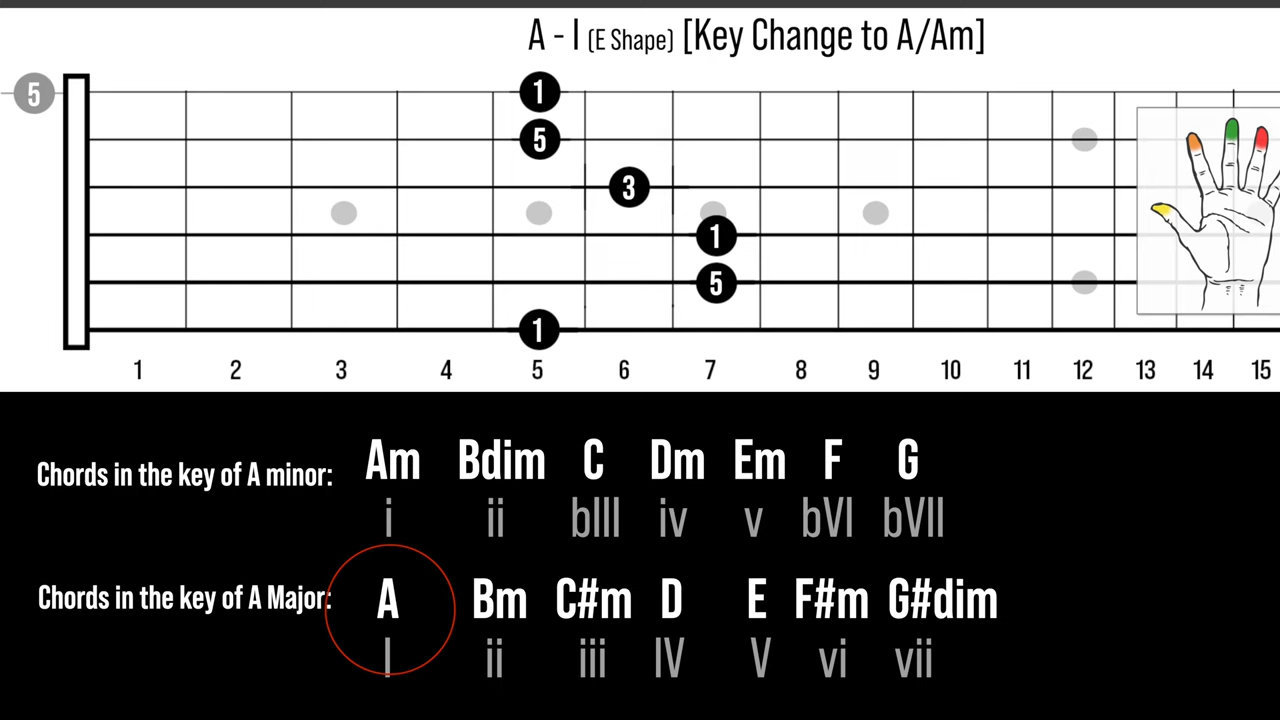 A - I (E Shape) [Key Change to A/Am]
5 1
5
3
1
5
1
1 2 3 4 5 6 7 8 9 10 11 12 13 14 15
Chords in the key of A minor: Am Bdim C Dm Em F G
i ii bIII iv v bVI bVII
Chords in the key of A Major: A Bm C#m D E F#m G#dim
I ii iii IV V vi vii